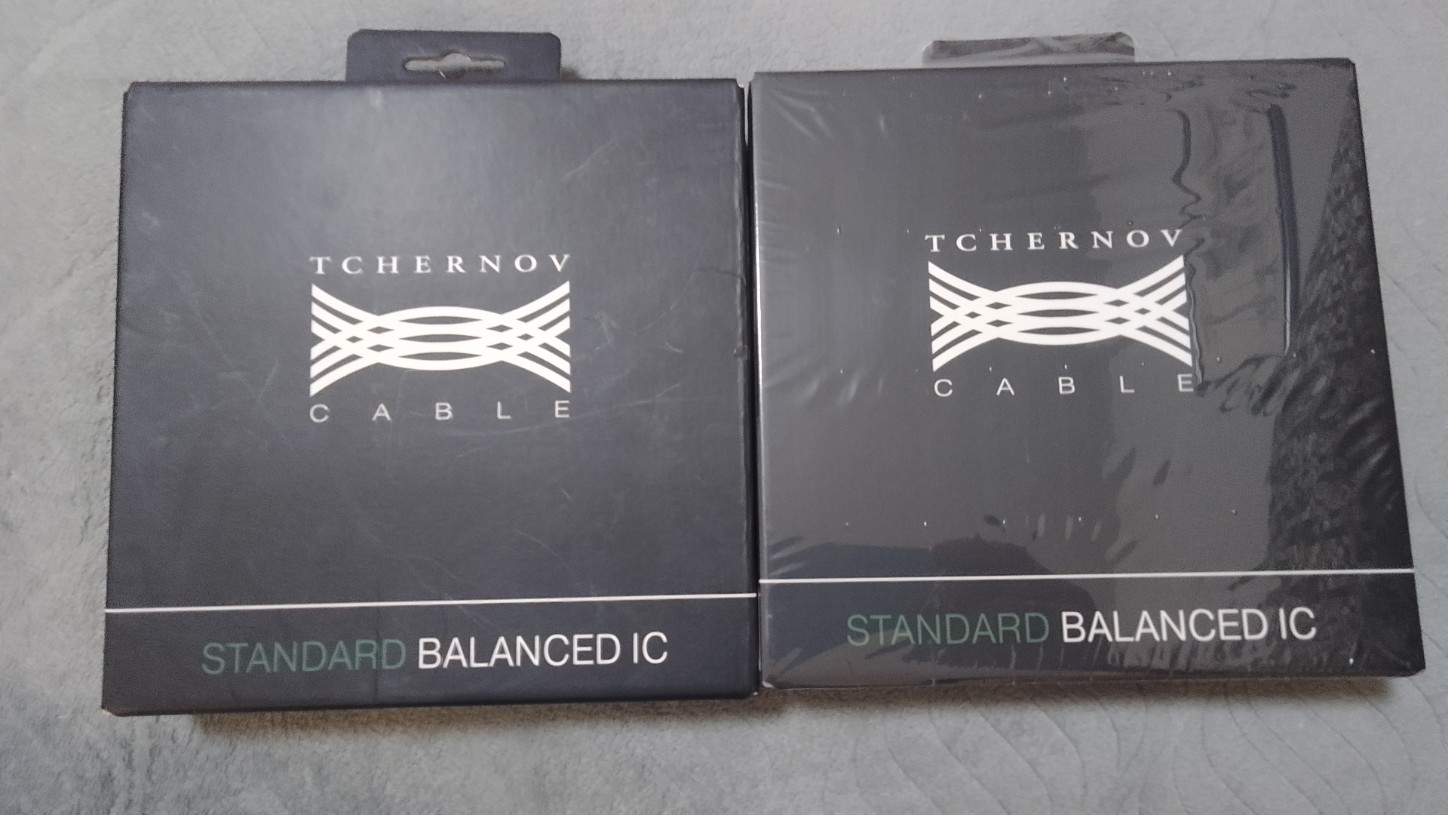 TCHERNOV
CABLE
STANDARD BALANCED IC
TCHERNOV
CABLE
STANDARD BALANCED IC